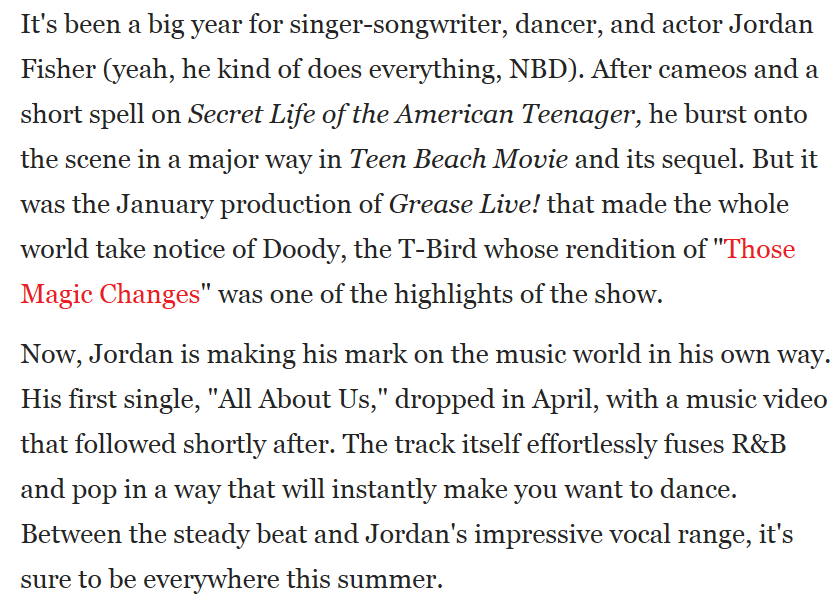 It's been a big year for singer-songwriter, dancer, and actor Jordan
Fisher (yeah, he kind of does everything, NBD). After cameos and a
short spell on Secret Life of the American Teenager, he burst onto
the scene in a major way in Teen Beach Movie and its sequel. But it
was the January production of Grease Live! that made the whole
world take notice of Doody, the T-Bird whose rendition of "Those
Magic Changes" was one of the highlights of the show.
Now, Jordan is making his mark on the music world in his own way.
His first single, "All About Us," dropped in April, with a music video
that followed shortly after. The track itself effortlessly fuses R&B
and pop in a way that will instantly make you want to dance.
Between the steady beat and Jordan's impressive vocal range, it's
sure to be everywhere this summer.